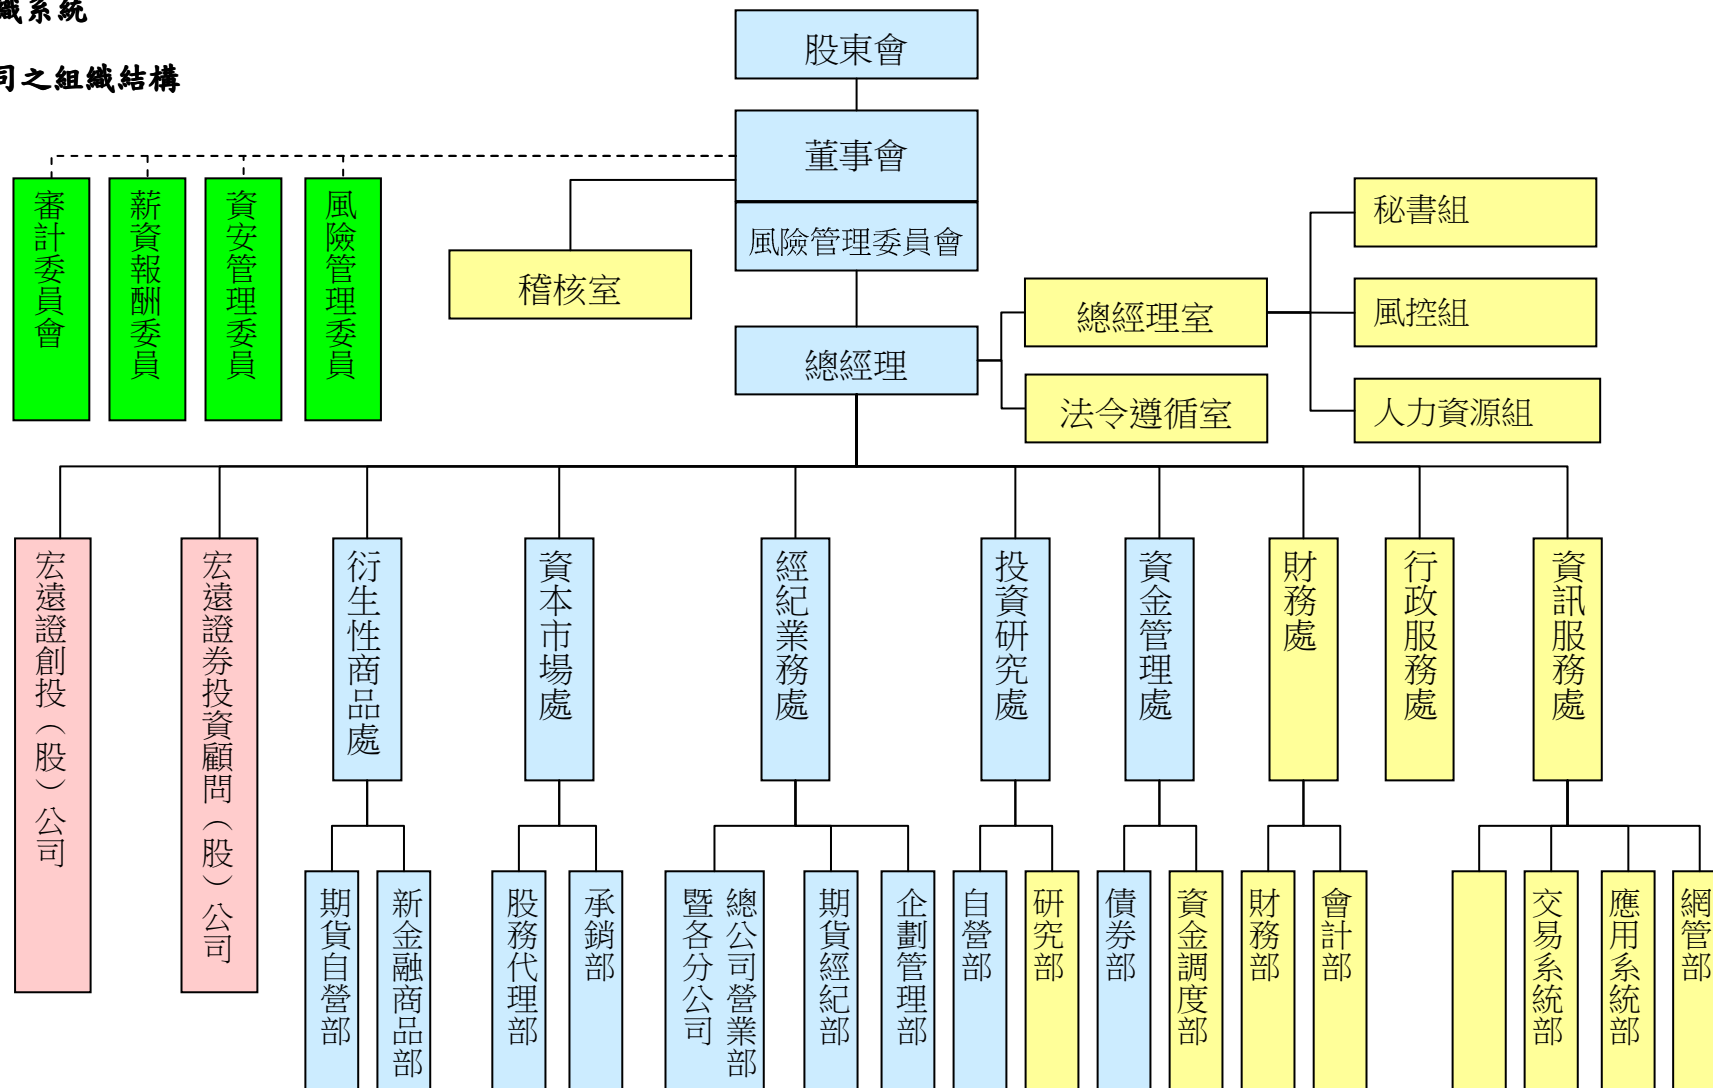 織系統
司之組織結構
股東會
董事會
風險管理委員會
稽核室
總經理
總經理室
法令遵循室
秘書組
風控組
人力資源組
審計委員會
薪資報酬委員
資安管理委員
風險管理委員
宏遠證創投（股）公司
宏遠證券投資顧問（股）公司
衍生性商品處
資本市場處
經紀業務處
投資研究處
資金管理處
財務處
行政服務處
資訊服務處
期貨自營部
新金融商品部
股務代理部
承銷部
總公司營業部
暨各分公司
期貨經紀部
企劃管理部
自營部
研究部
債券部
資金調度部
財務部
會計部
交易系統部
應用系統部
網管部